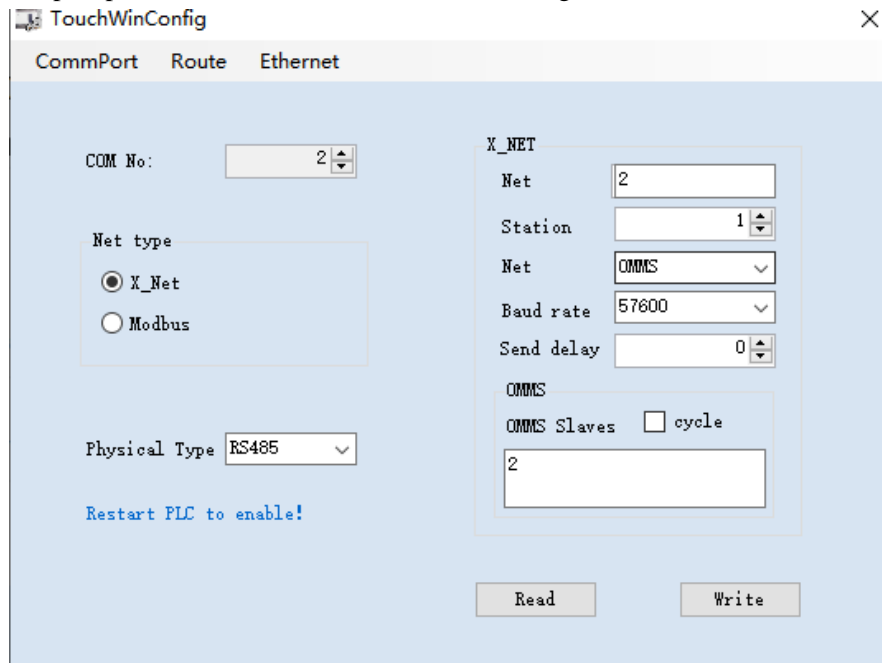 TouchWinConfig
CommPort Route Ethernet
COM No: 2
Net type
X_Net
Modbus
Physical Type RS485
Restart PLC to enable!
X_NET
Net 2
Station 1
Net OMMS
Baud rate 57600
Send delay 0
OMMS
OMMS Slaves cycle
2
Read Write